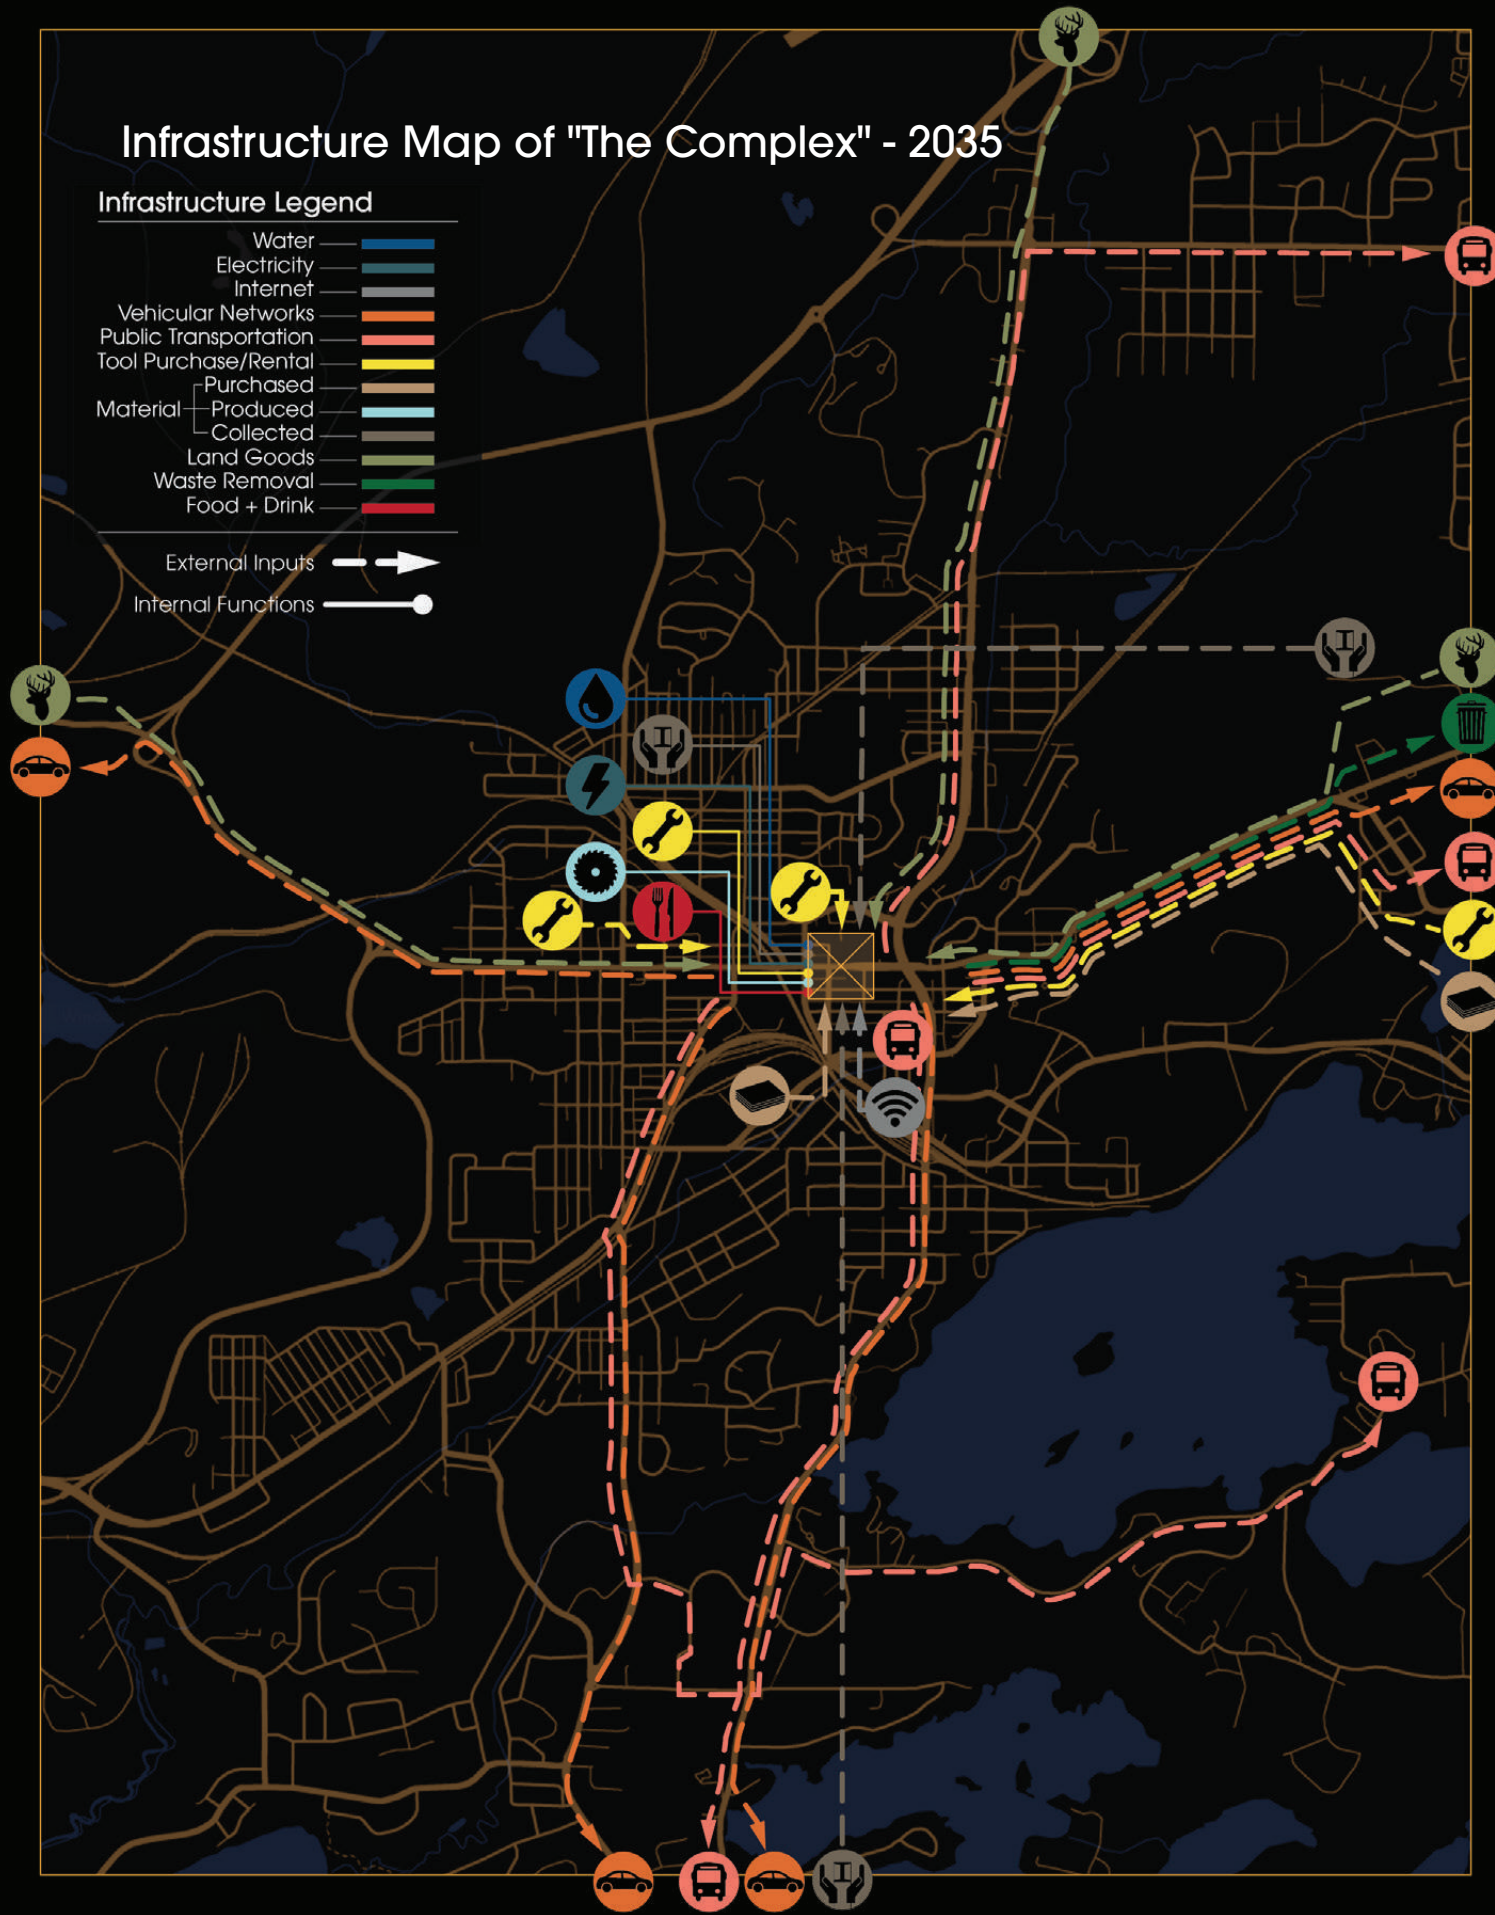 Infrastructure Map of "The Complex" - 2035
Infrastructure Legend
Water
Electricity
Internet
Vehicular Networks
Public Transportation
Tool Purchase/Rental
Purchased
Material Produced
Collected
Land Goods
Waste Removal
Food + Drink
External Inputs
Internal Functions